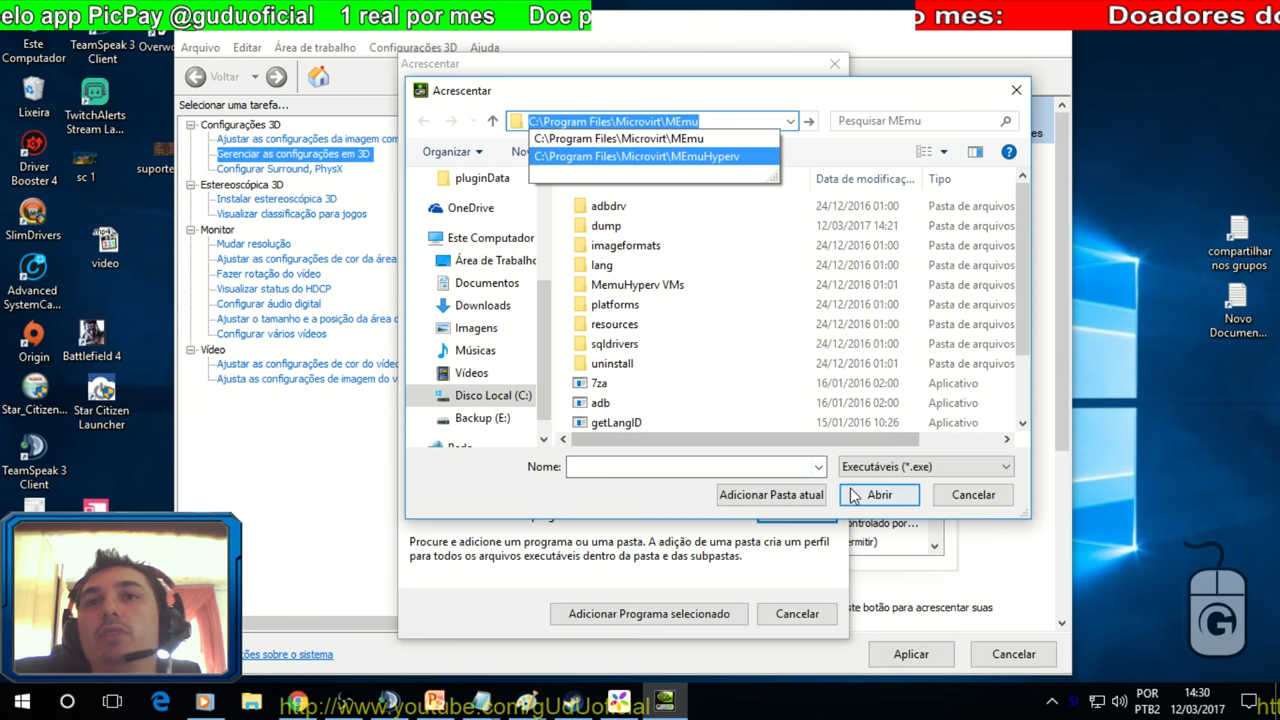 elo app PicPay @guduoficial 1 real por mes Doe p
o mes: Doadores do
Este Computador
TeamSpeak 3 Client
Overwo
Lixeira
TwitchAlerts Stream La...
Driver Booster 4
sc 1
suporte
SlimDrivers
video
Advanced SystemCa...
Origin
Battlefield 4
Star_Citizen...
Star Citizen Launcher
TeamSpeak 3 Client
compartilhar nos grupos
Novo Documen...
Arquivo Editar Área de trabalho Configurações 3D Ajuda
Voltar
Selecionar uma tarefa...
Configurações 3D
Ajustar as configurações da imagem com
Gerenciar as configurações em 3D
Configurar Surround, PhysX
Estereoscópica 3D
Instalar estereoscópica 3D
Visualizar classificação para jogos
Monitor
Mudar resolução
Ajustar as configurações de cor da área
Fazer rotação do vídeo
Visualizar status do HDCP
Configurar áudio digital
Ajustar o tamanho e a posição da área d
Configurar vários vídeos
Vídeo
Ajustar as configurações de cor do vídeo
Ajusta as configurações de imagem do v
ções sobre o sistema
Acrescentar
Acrescentar
C:\Program Files\Microvirt\MEmu
Pesquisar MEmu
C:\Program Files\Microvirt\MEmu
C:\Program Files\Microvirt\MEmuHyperv
es
Organizar
Nov
Data de modificaç... Tipo
pluginData
OneDrive
Este Computador
Área de Trabalho
Documentos
Downloads
Imagens
Músicas
Vídeos
Disco Local (C:)
Backup (E:)
Rede
adbdrv 24/12/2016 01:00 Pasta de arquivos
dump 12/03/2017 14:21 Pasta de arquivos
imageformats 24/12/2016 01:00 Pasta de arquivos
lang 24/12/2016 01:00 Pasta de arquivos
MemuHyperv VMs 24/12/2016 01:01 Pasta de arquivos
platforms 24/12/2016 01:00 Pasta de arquivos
resources 24/12/2016 01:00 Pasta de arquivos
sqldrivers 24/12/2016 01:00 Pasta de arquivos
uninstall 24/12/2016 01:01 Pasta de arquivos
7za 16/01/2016 02:00 Aplicativo
adb 16/01/2016 02:00 Aplicativo
getLangID 15/01/2016 10:26 Aplicativo
Nome:
Executáveis (*.exe)
Adicionar Pasta atual Abrir Cancelar
ontrolado por...
ermitir)
Procure e adicione um programa ou uma pasta. A adição de uma pasta cria um perfil
para todos os arquivos executáveis dentro da pasta e das subpastas.
ste botão para acrescentar suas
Adicionar Programa selecionado Cancelar
Aplicar Cancelar
G
http://www.youtube.com/gUdUoficial
POR
PTB2
14:30
12/03/2017